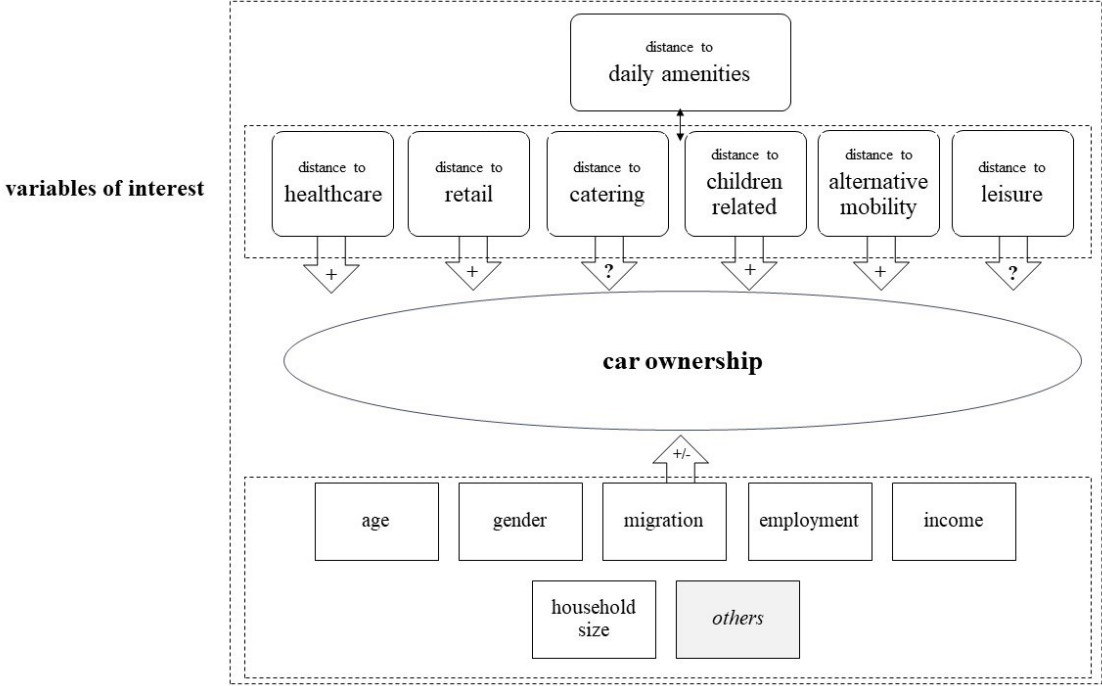 distance to
daily amenities
variables of interest
distance to
healthcare
distance to
retail
distance to
catering
distance to
children
related
distance to
alternative
mobility
distance to
leisure
+
+
?
+
+
?
car ownership
+/-
age
gender
migration
employment
income
household
size
others